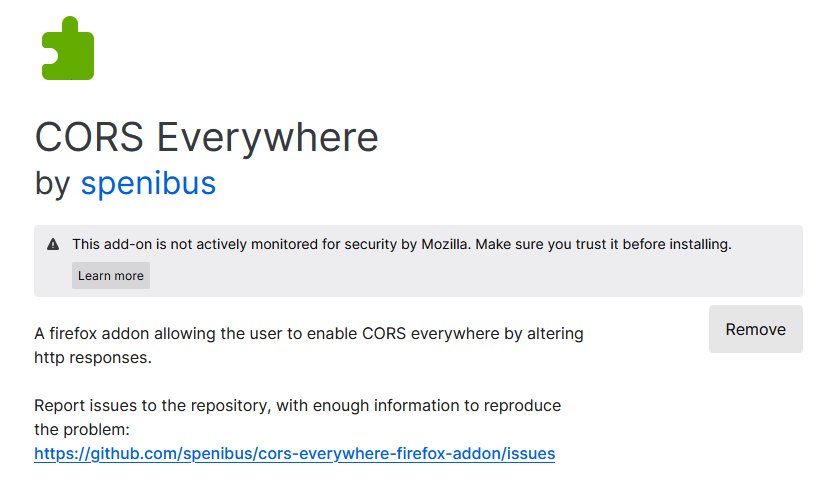 CORS Everywhere
by spenibus
This add-on is not actively monitored for security by Mozilla. Make sure you trust it before installing.
Learn more
A firefox addon allowing the user to enable CORS everywhere by altering
http responses.
Remove
Report issues to the repository, with enough information to reproduce
the problem:
https://github.com/spenibus/cors-everywhere-firefox-addon/issues